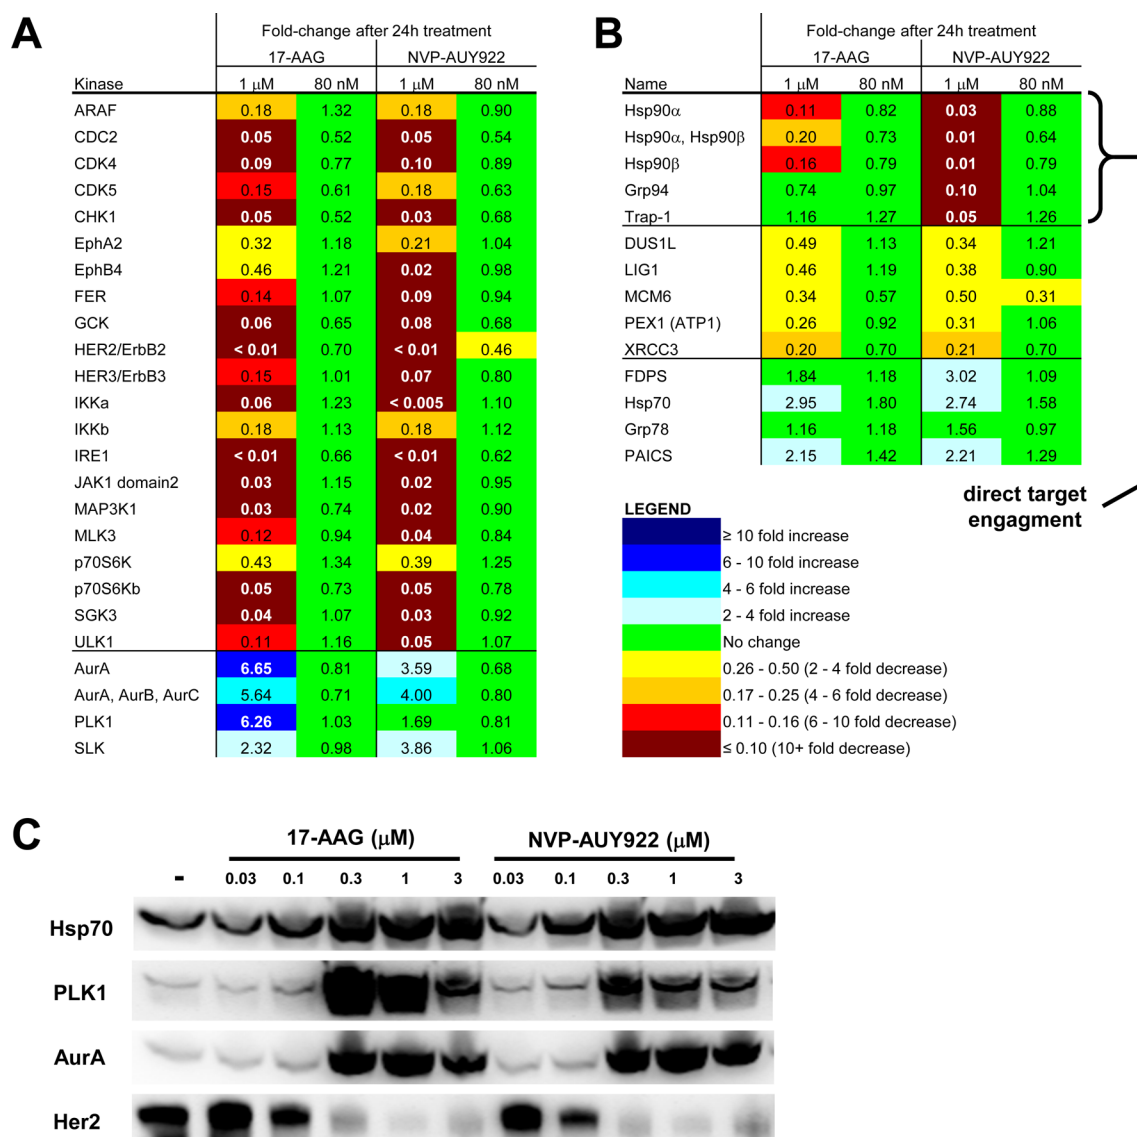 A
Fold-change after 24h treatment
17-AAG NVP-AUY922
Kinase 1 μM 80 nM 1 μM 80 nM
ARAF 0.18 1.32 0.18 0.90
CDC2 0.05 0.52 0.05 0.54
CDK4 0.09 0.77 0.10 0.89
CDK5 0.15 0.61 0.18 0.63
CHK1 0.05 0.52 0.03 0.68
EphA2 0.32 1.18 0.21 1.04
EphB4 0.46 1.21 0.02 0.98
FER 0.14 1.07 0.09 0.94
GCK 0.06 0.65 0.08 0.68
HER2/ErbB2 < 0.01 0.70 < 0.01 0.46
HER3/ErbB3 0.15 1.01 0.07 0.80
IKKa 0.06 1.23 < 0.005 1.10
IKKb 0.18 1.13 0.18 1.12
IRE1 < 0.01 0.66 < 0.01 0.62
JAK1 domain2 0.03 1.15 0.02 0.95
MAP3K1 0.03 0.74 0.02 0.90
MLK3 0.12 0.94 0.04 0.84
p70S6K 0.43 1.34 0.39 1.25
p70S6Kb 0.05 0.73 0.05 0.78
SGK3 0.04 1.07 0.03 0.92
ULK1 0.11 1.16 0.05 1.07
AurA 6.65 0.81 3.59 0.68
AurA, AurB, AurC 5.64 0.71 4.00 0.80
PLK1 6.26 1.03 1.69 0.81
SLK 2.32 0.98 3.86 1.06
B
Fold-change after 24h treatment
17-AAG NVP-AUY922
Name 1 μM 80 nM 1 μM 80 nM
Hsp90α 0.11 0.82 0.03 0.88
Hsp90α, Hsp90β 0.20 0.73 0.01 0.64
Hsp90β 0.16 0.79 0.01 0.79
Grp94 0.74 0.97 0.10 1.04
Trap-1 1.16 1.27 0.05 1.26
DUS1L 0.49 1.13 0.34 1.21
LIG1 0.46 1.19 0.38 0.90
MCM6 0.34 0.57 0.50 0.31
PEX1 (ATP1) 0.26 0.92 0.31 1.06
XRCC3 0.20 0.70 0.21 0.70
FDPS 1.84 1.18 3.02 1.09
Hsp70 2.95 1.80 2.74 1.58
Grp78 1.16 1.18 1.56 0.97
PAICS 2.15 1.42 2.21 1.29
direct target
engagment
LEGEND
≥ 10 fold increase
6 - 10 fold increase
4 - 6 fold increase
2 - 4 fold increase
No change
0.26 - 0.50 (2 - 4 fold decrease)
0.17 - 0.25 (4 - 6 fold decrease)
0.11 - 0.16 (6 - 10 fold decrease)
≤ 0.10 (10+ fold decrease)
C
17-AAG (μM) NVP-AUY922 (μM)
- 0.03 0.1 0.3 1 3 0.03 0.1 0.3 1 3
Hsp70
PLK1
AurA
Her2